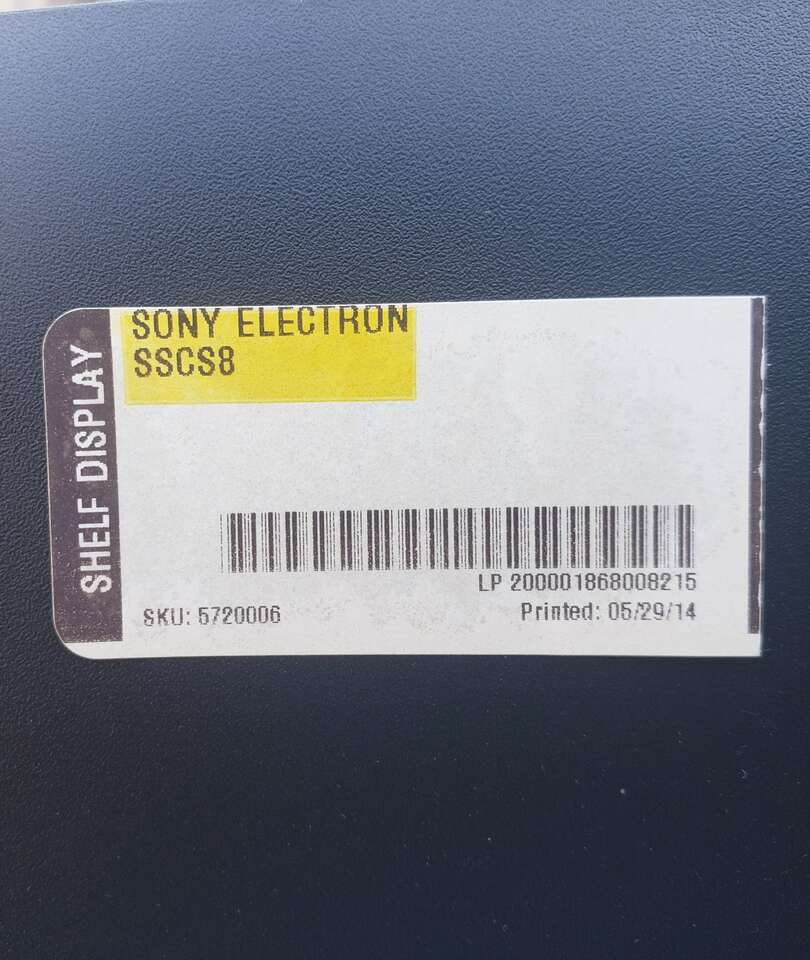 SHELF DISPLAY
SONY ELECTRON
SSCS8
LP 200001868008215
SKU: 5720006
Printed: 05/29/14